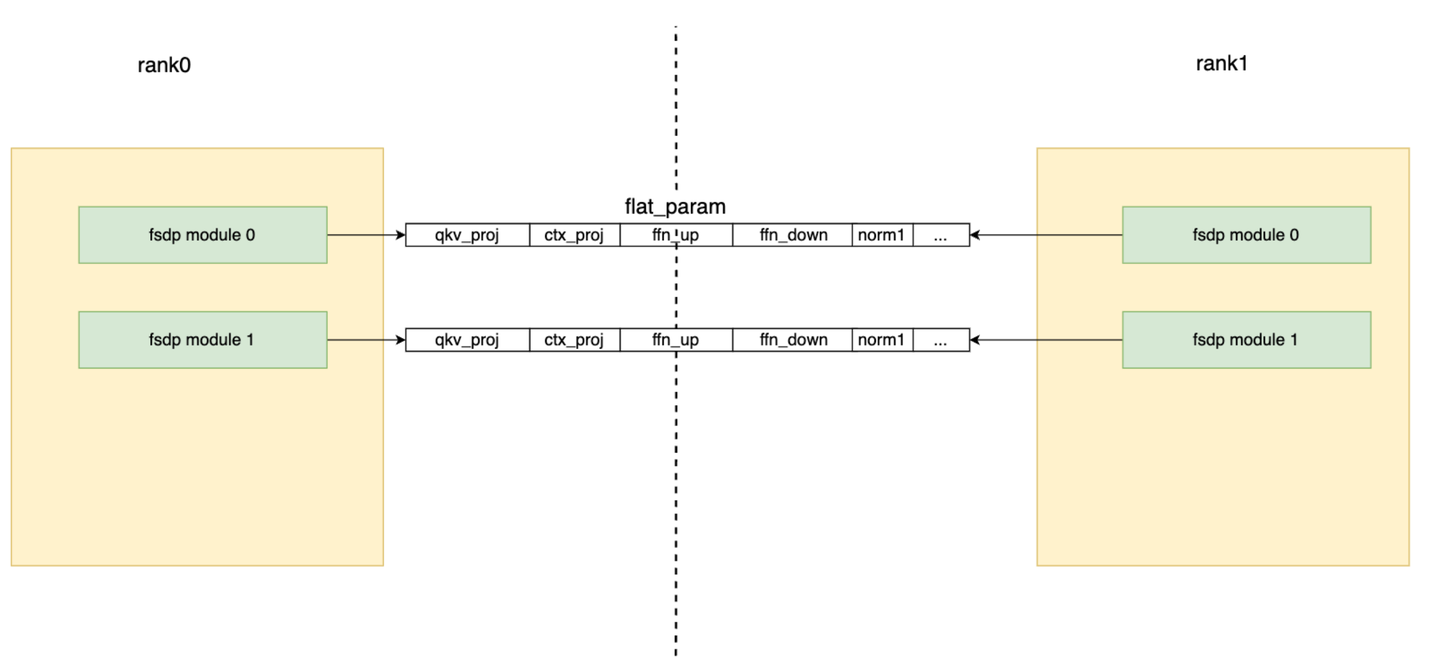 rank0
rank1
flat_param
fsdp module 0
qkv_proj ctx_proj ffn_up ffn_down norm1 ...
fsdp module 0
fsdp module 1
qkv_proj ctx_proj ffn_up ffn_down norm1 ...
fsdp module 1